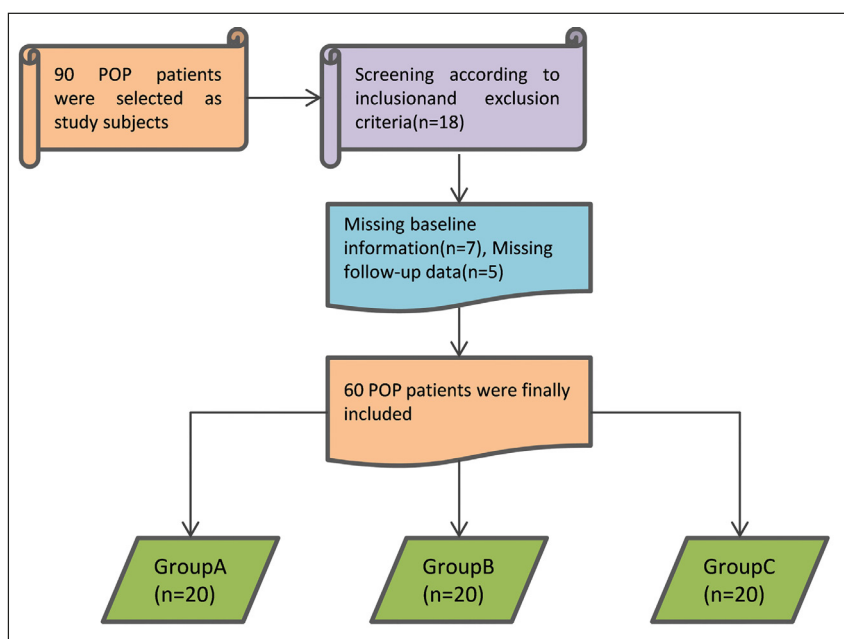 90 POP patients
were selected as
study subjects
Screening according to
inclusionand exclusion
criteria(n=18)
Missing baseline
information(n=7), Missing
follow-up data(n=5)
60 POP patients were finally
included
GroupA
(n=20)
GroupB
(n=20)
GroupC
(n=20)